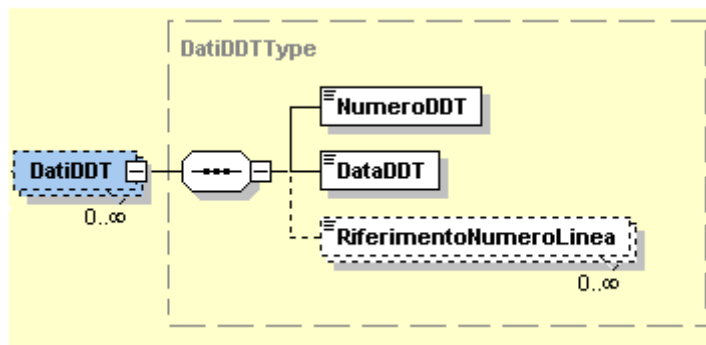 DatiDDTType
NumeroDDT
DatiDDT
DataDDT
0..∞
RiferimentoNumeroLinea
0..∞